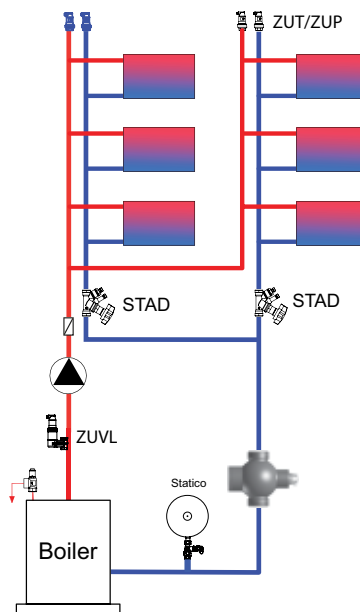 ZUT/ZUP
STAD
STAD
ZUVL
Statico
Boiler